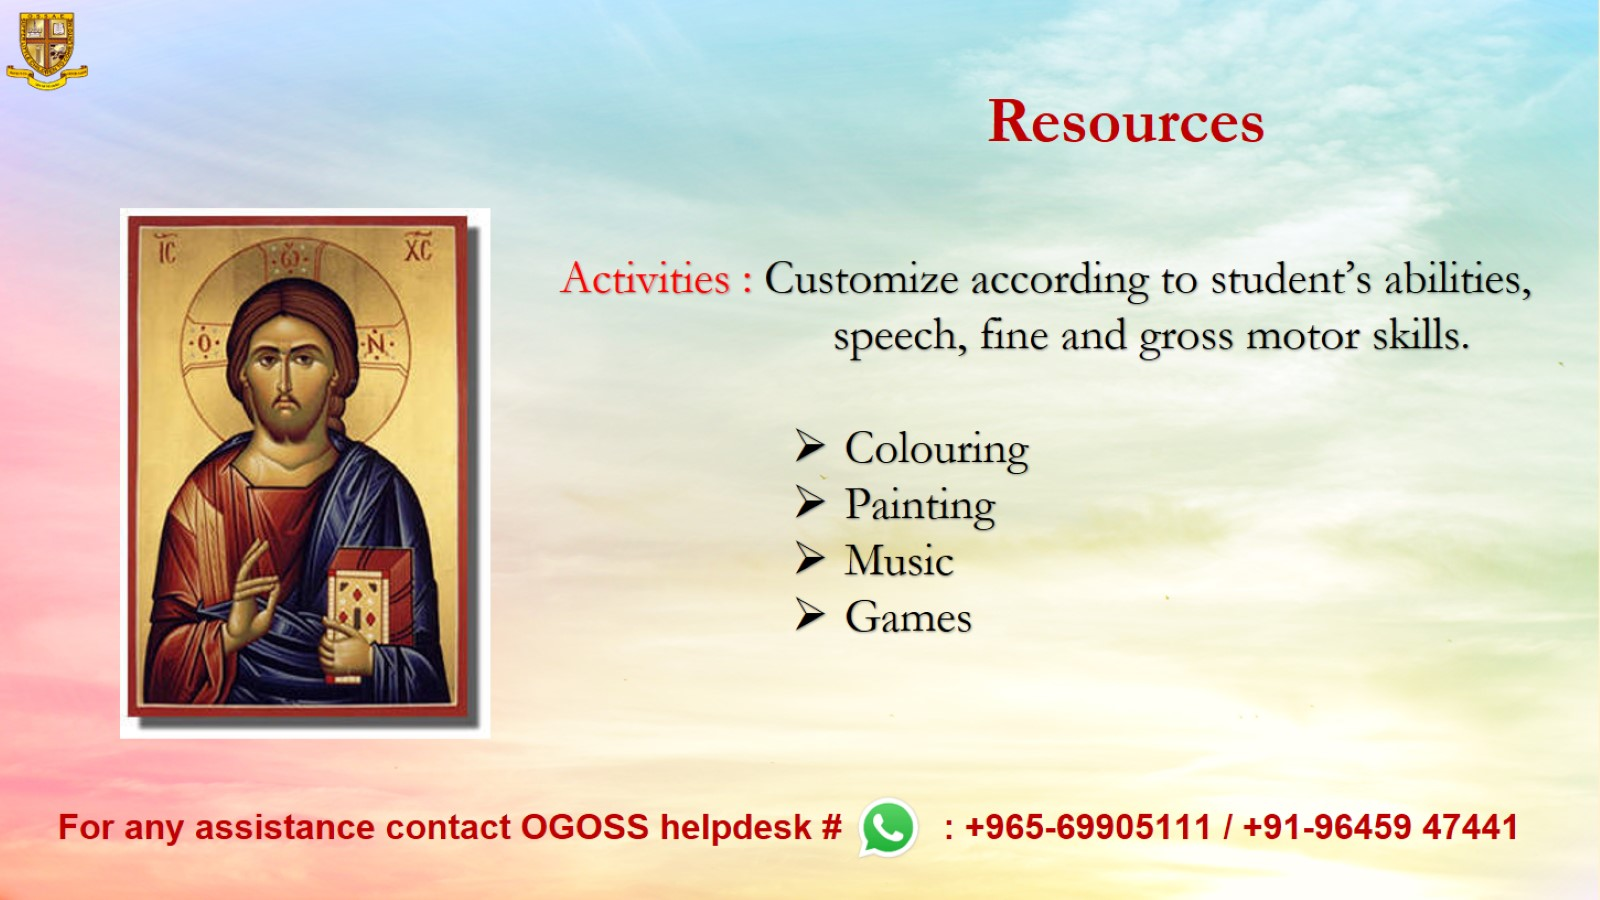 O.S.S.A.E
Resources
IC XC
ώ
Ο Ν
Activities : Customize according to student’s abilities,
speech, fine and gross motor skills.
➢ Colouring
➢ Painting
➢ Music
➢ Games
For any assistance contact OGOSS helpdesk # : +965-69905111 / +91-96459 47441